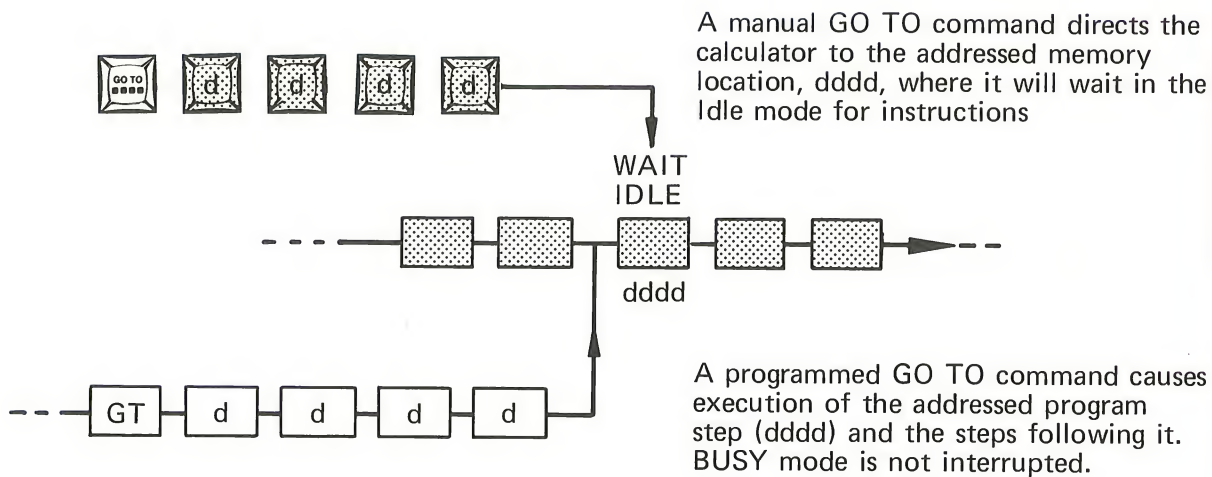 A manual GO TO command directs the
calculator to the addressed memory
location, dddd, where it will wait in the
Idle mode for instructions
GO TO d d d d
WAIT
IDLE
dddd
GT d d d d
A programmed GO TO command causes
execution of the addressed program
step (dddd) and the steps following it.
BUSY mode is not interrupted.